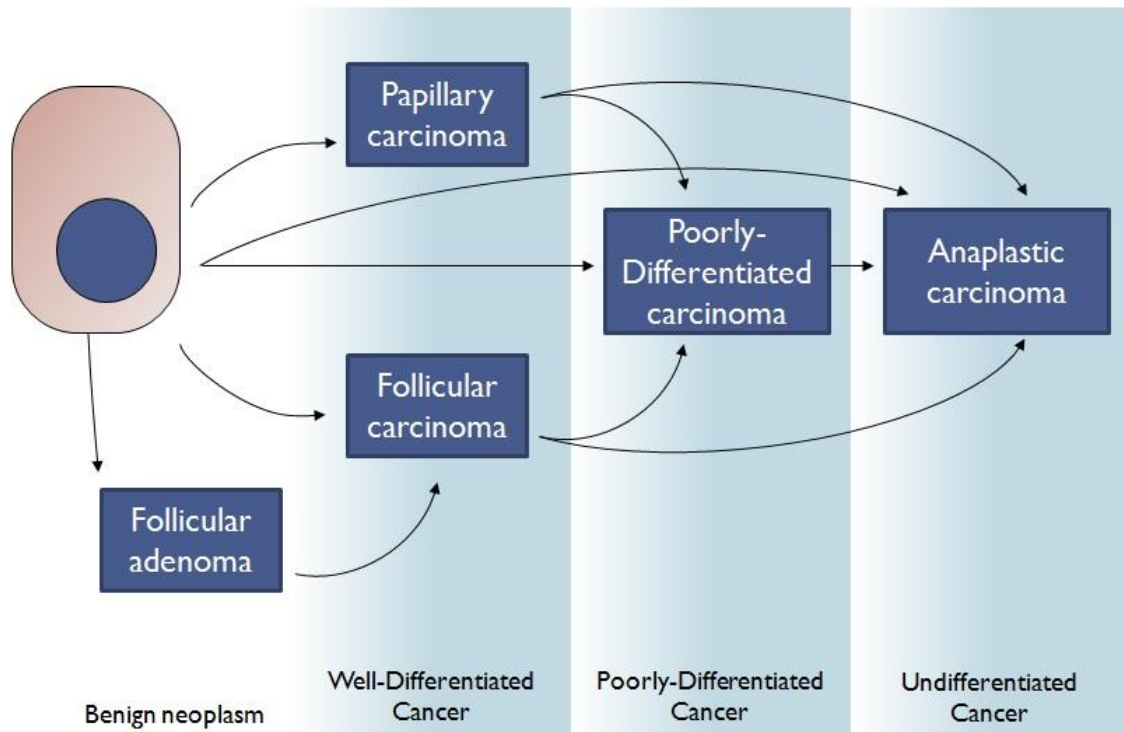 Papillary
carcinoma
Poorly-
Differentiated
carcinoma
Anaplastic
carcinoma
Follicular
carcinoma
Follicular
adenoma
Benign neoplasm
Well-Differentiated
Cancer
Poorly-Differentiated
Cancer
Undifferentiated
Cancer